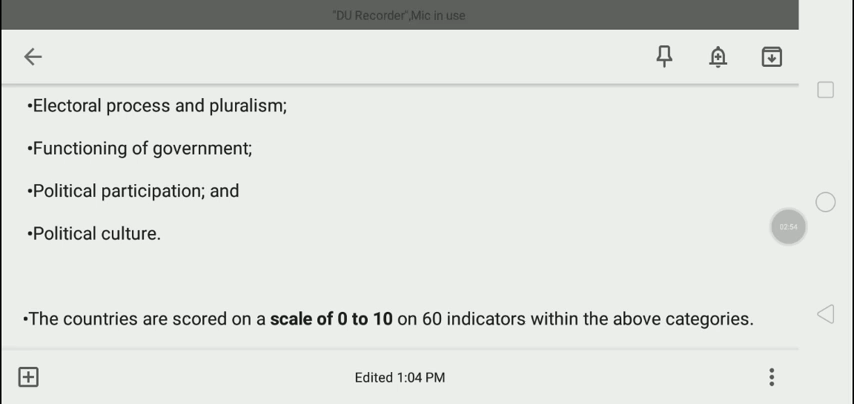 "DU Recorder",Mic in use
•Electoral process and pluralism;
•Functioning of government;
•Political participation; and
•Political culture.
02:54
•The countries are scored on a scale of 0 to 10 on 60 indicators within the above categories.
Edited 1:04 PM